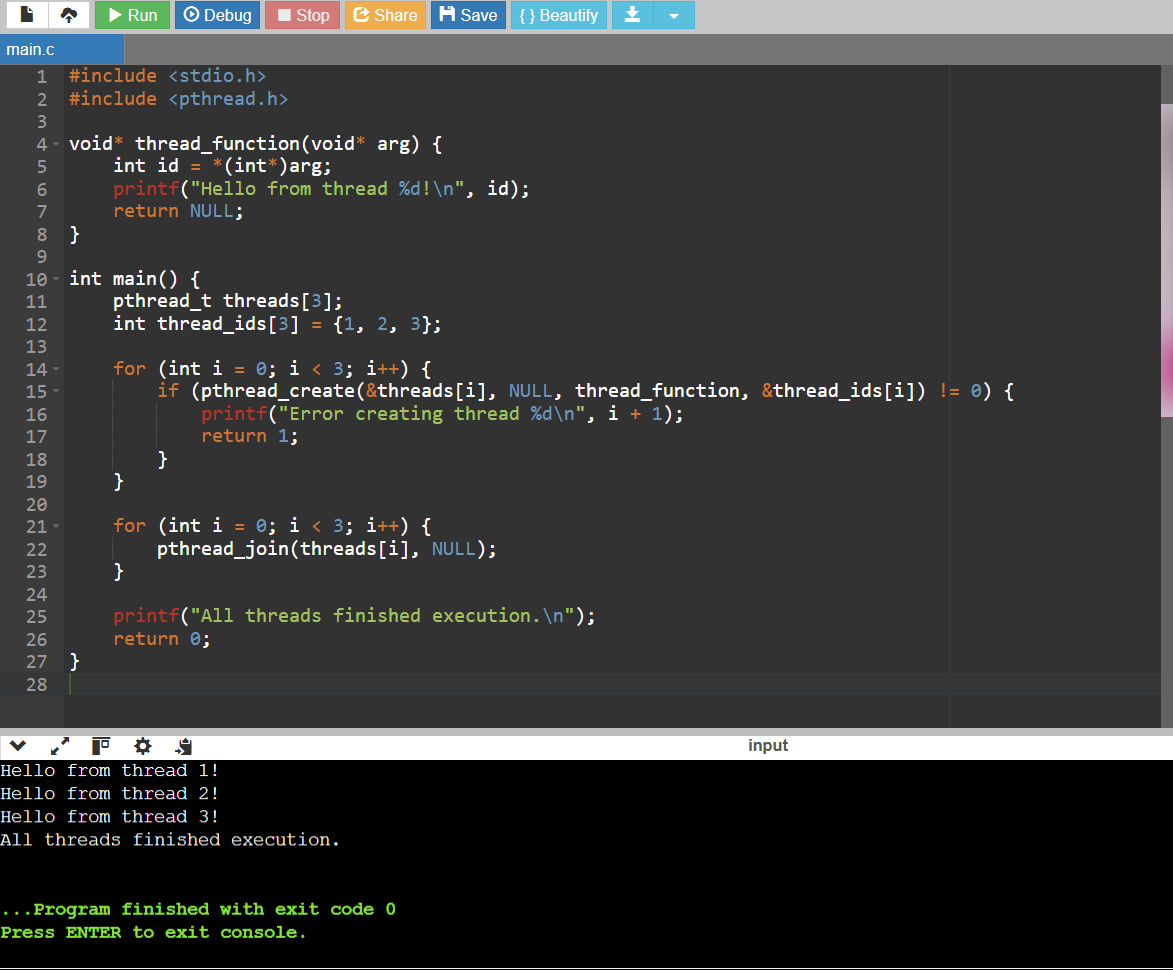 Run Debug Stop Share Save { } Beautify
main.c
1 #include <stdio.h>
2 #include <pthread.h>
3
4 void* thread_function(void* arg) {
5     int id = *(int*)arg;
6     printf("Hello from thread %d!\n", id);
7     return NULL;
8 }
9
10 int main() {
11     pthread_t threads[3];
12     int thread_ids[3] = {1, 2, 3};
13
14     for (int i = 0; i < 3; i++) {
15         if (pthread_create(&threads[i], NULL, thread_function, &thread_ids[i]) != 0) {
16             printf("Error creating thread %d\n", i + 1);
17             return 1;
18         }
19     }
20
21     for (int i = 0; i < 3; i++) {
22         pthread_join(threads[i], NULL);
23     }
24
25     printf("All threads finished execution.\n");
26     return 0;
27 }
28
input
Hello from thread 1!
Hello from thread 2!
Hello from thread 3!
All threads finished execution.
...Program finished with exit code 0
Press ENTER to exit console.